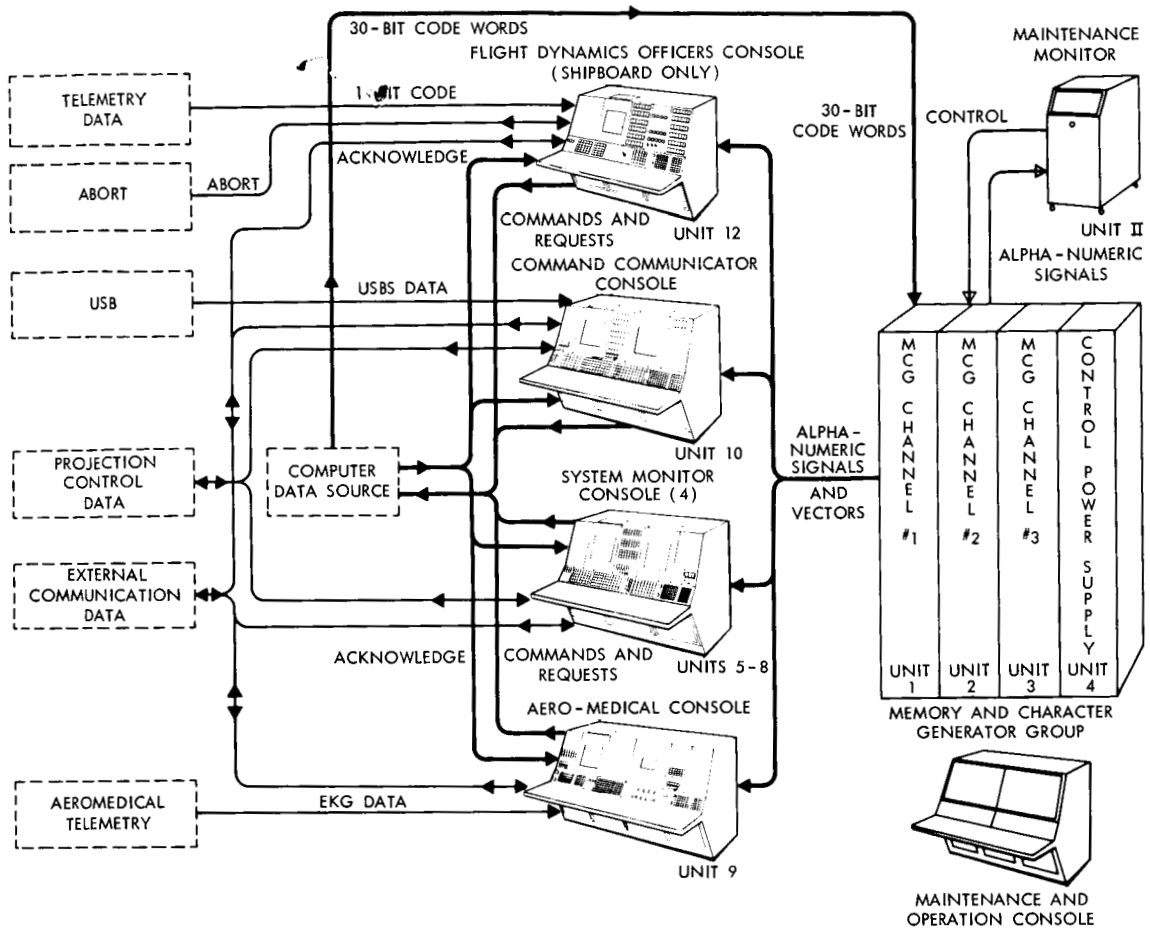 30-BIT CODE WORDS
FLIGHT DYNAMICS OFFICERS CONSOLE
(SHIPBOARD ONLY)
MAINTENANCE
MONITOR
TELEMETRY
DATA
CODE
30-BIT
CODE WORDS
CONTROL
ACKNOWLEDGE
ABORT
ABORT
COMMANDS AND
REQUESTS
UNIT 12
UNIT II
ALPHA-NUMERIC
SIGNALS
COMMAND COMMUNICATOR
CONSOLE
USB
USBS DATA
MCG CHANNEL #1
MCG CHANNEL #2
MCG CHANNEL #3
CONTROL POWER SUPPLY
UNIT 10
ALPHA-
NUMERIC
SIGNALS
AND
VECTORS
PROJECTION
CONTROL
DATA
COMPUTER
DATA SOURCE
SYSTEM MONITOR
CONSOLE (4)
EXTERNAL
COMMUNICATION
DATA
ACKNOWLEDGE
COMMANDS AND
REQUESTS
UNITS 5-8
UNIT
1
UNIT
2
UNIT
3
UNIT
4
MEMORY AND CHARACTER
GENERATOR GROUP
AERO-MEDICAL CONSOLE
AEROMEDICAL
TELEMETRY
EKG DATA
UNIT 9
MAINTENANCE AND
OPERATION CONSOLE